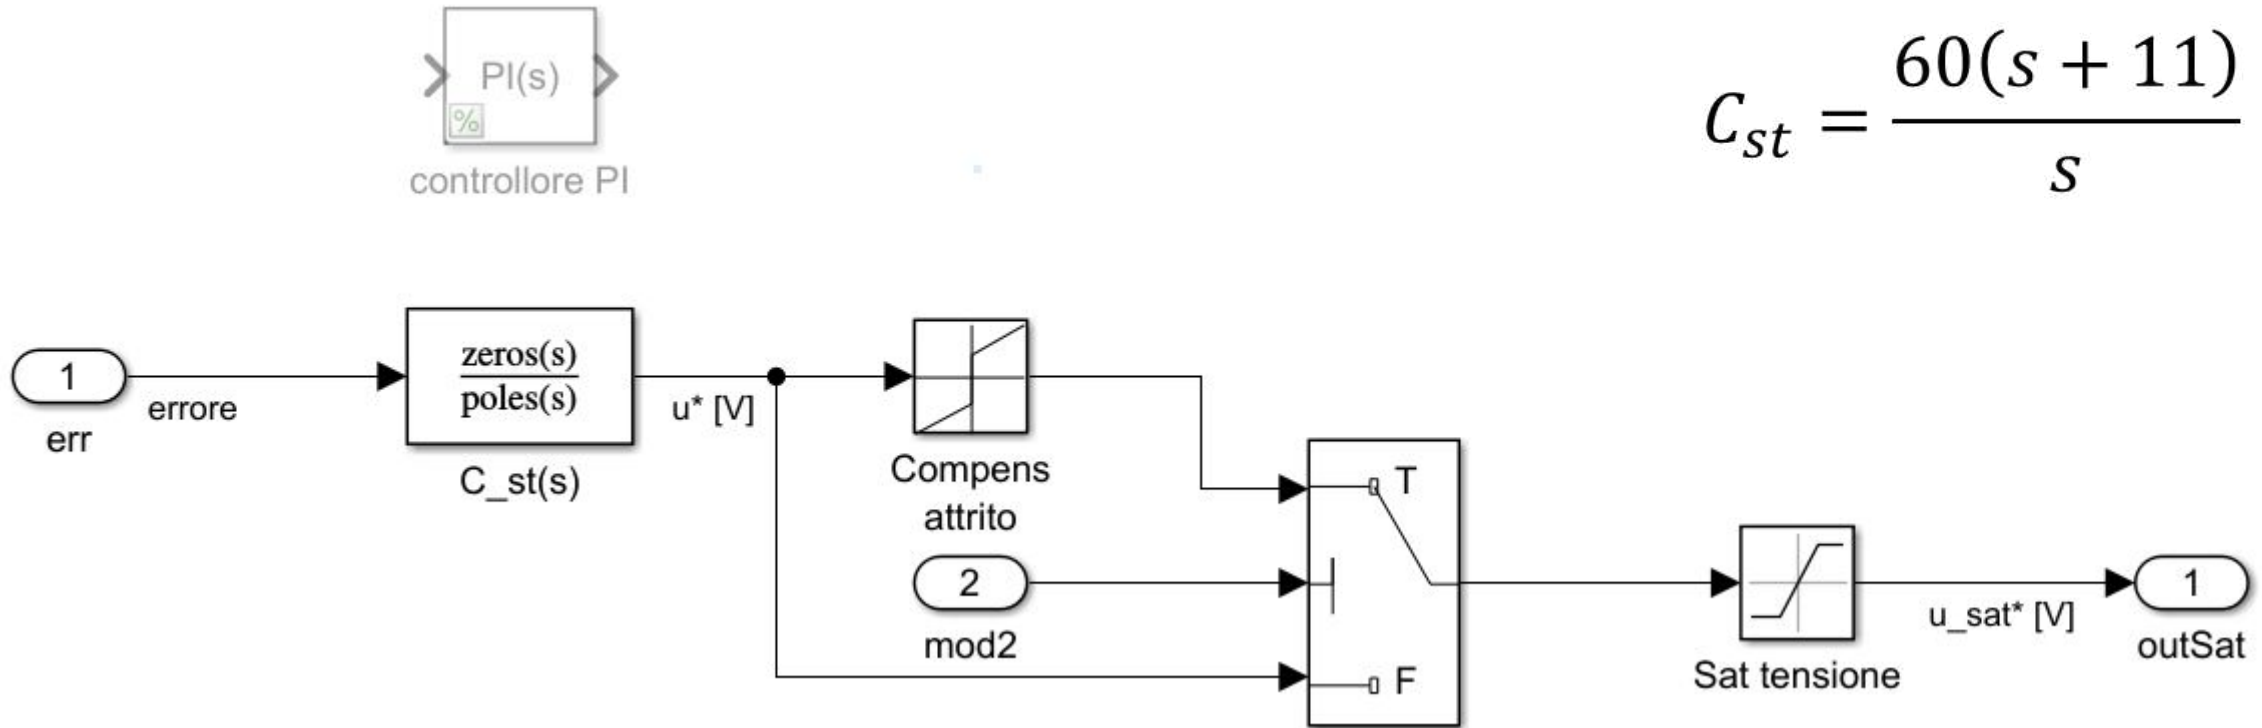 PI(s)
%
controllore PI
C_st = 60(s + 11) / s
1
errore
err
zeros(s)
poles(s)
C_st(s)
u* [V]
Compens
attrito
2
mod2
T
F
Sat tensione
u_sat* [V]
1
outSat